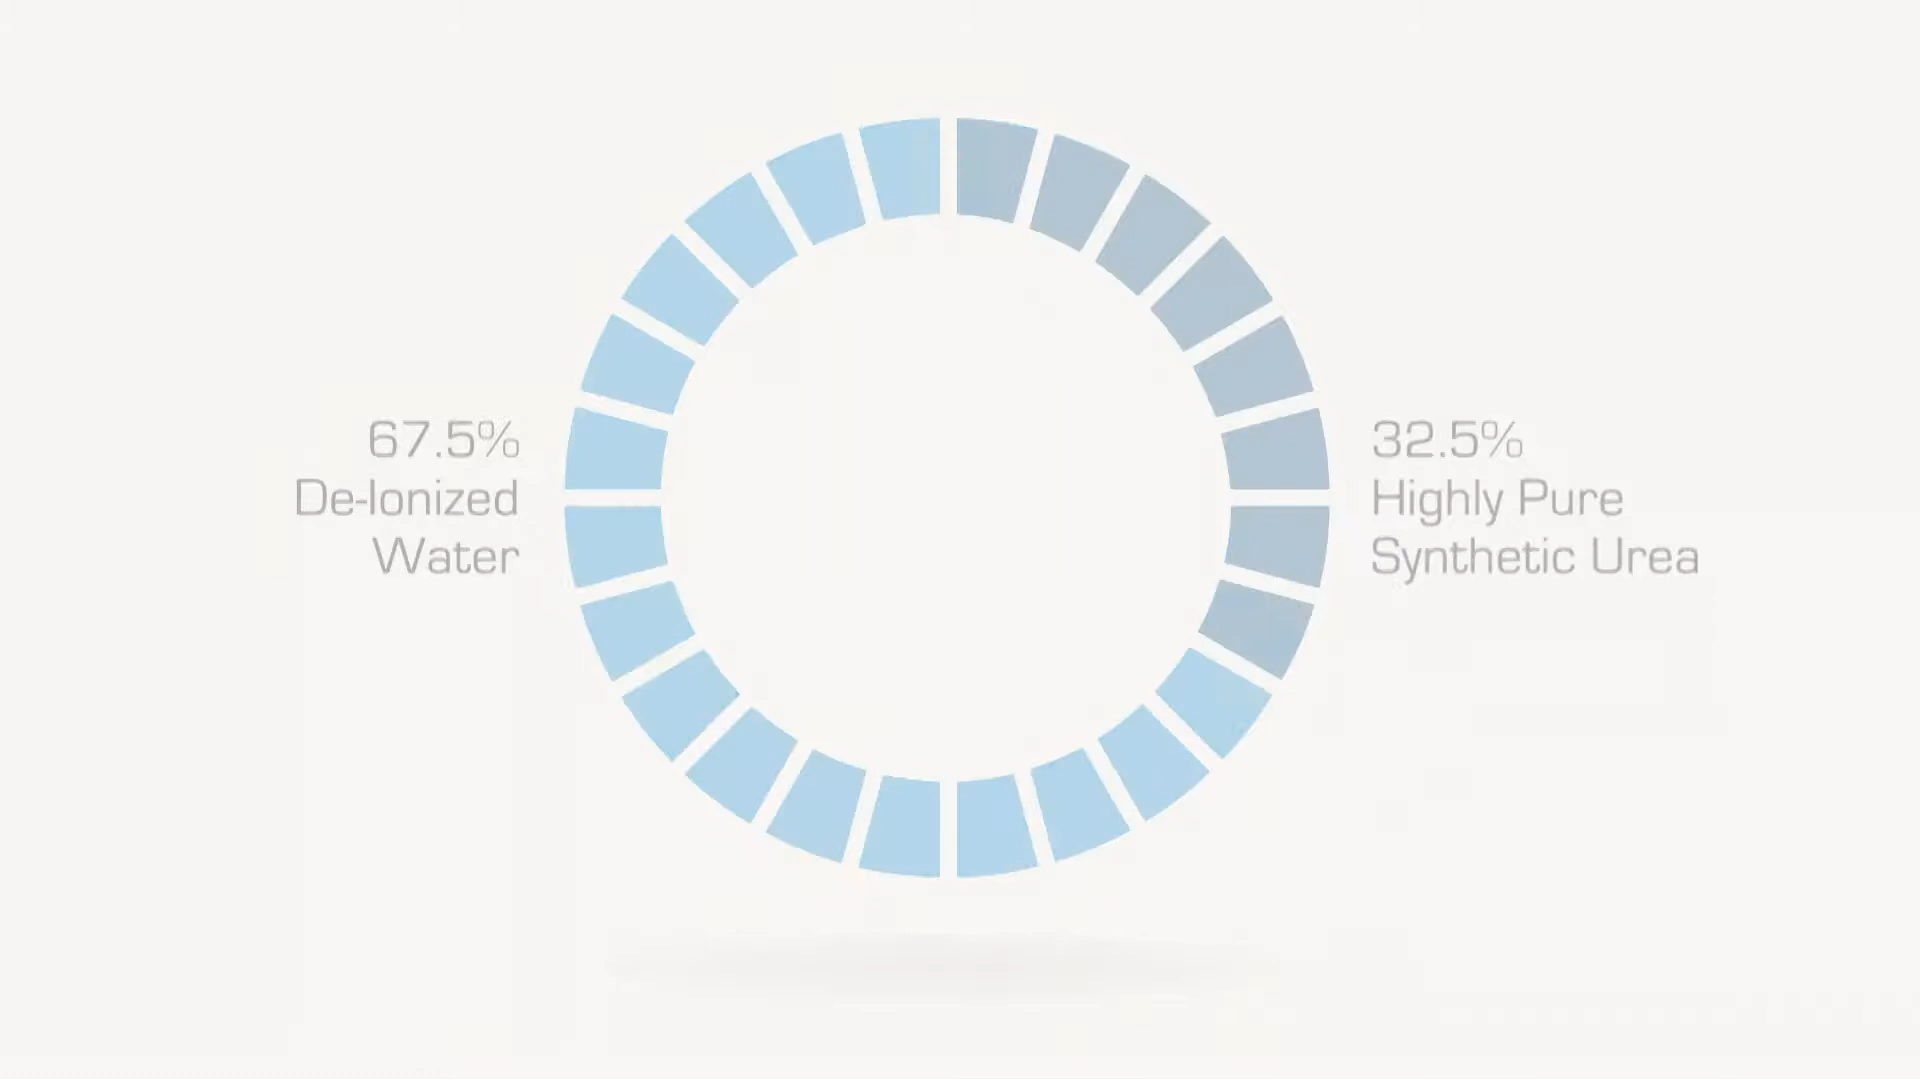 67.5%
De-Ionized
Water
32.5%
Highly Pure
Synthetic Urea